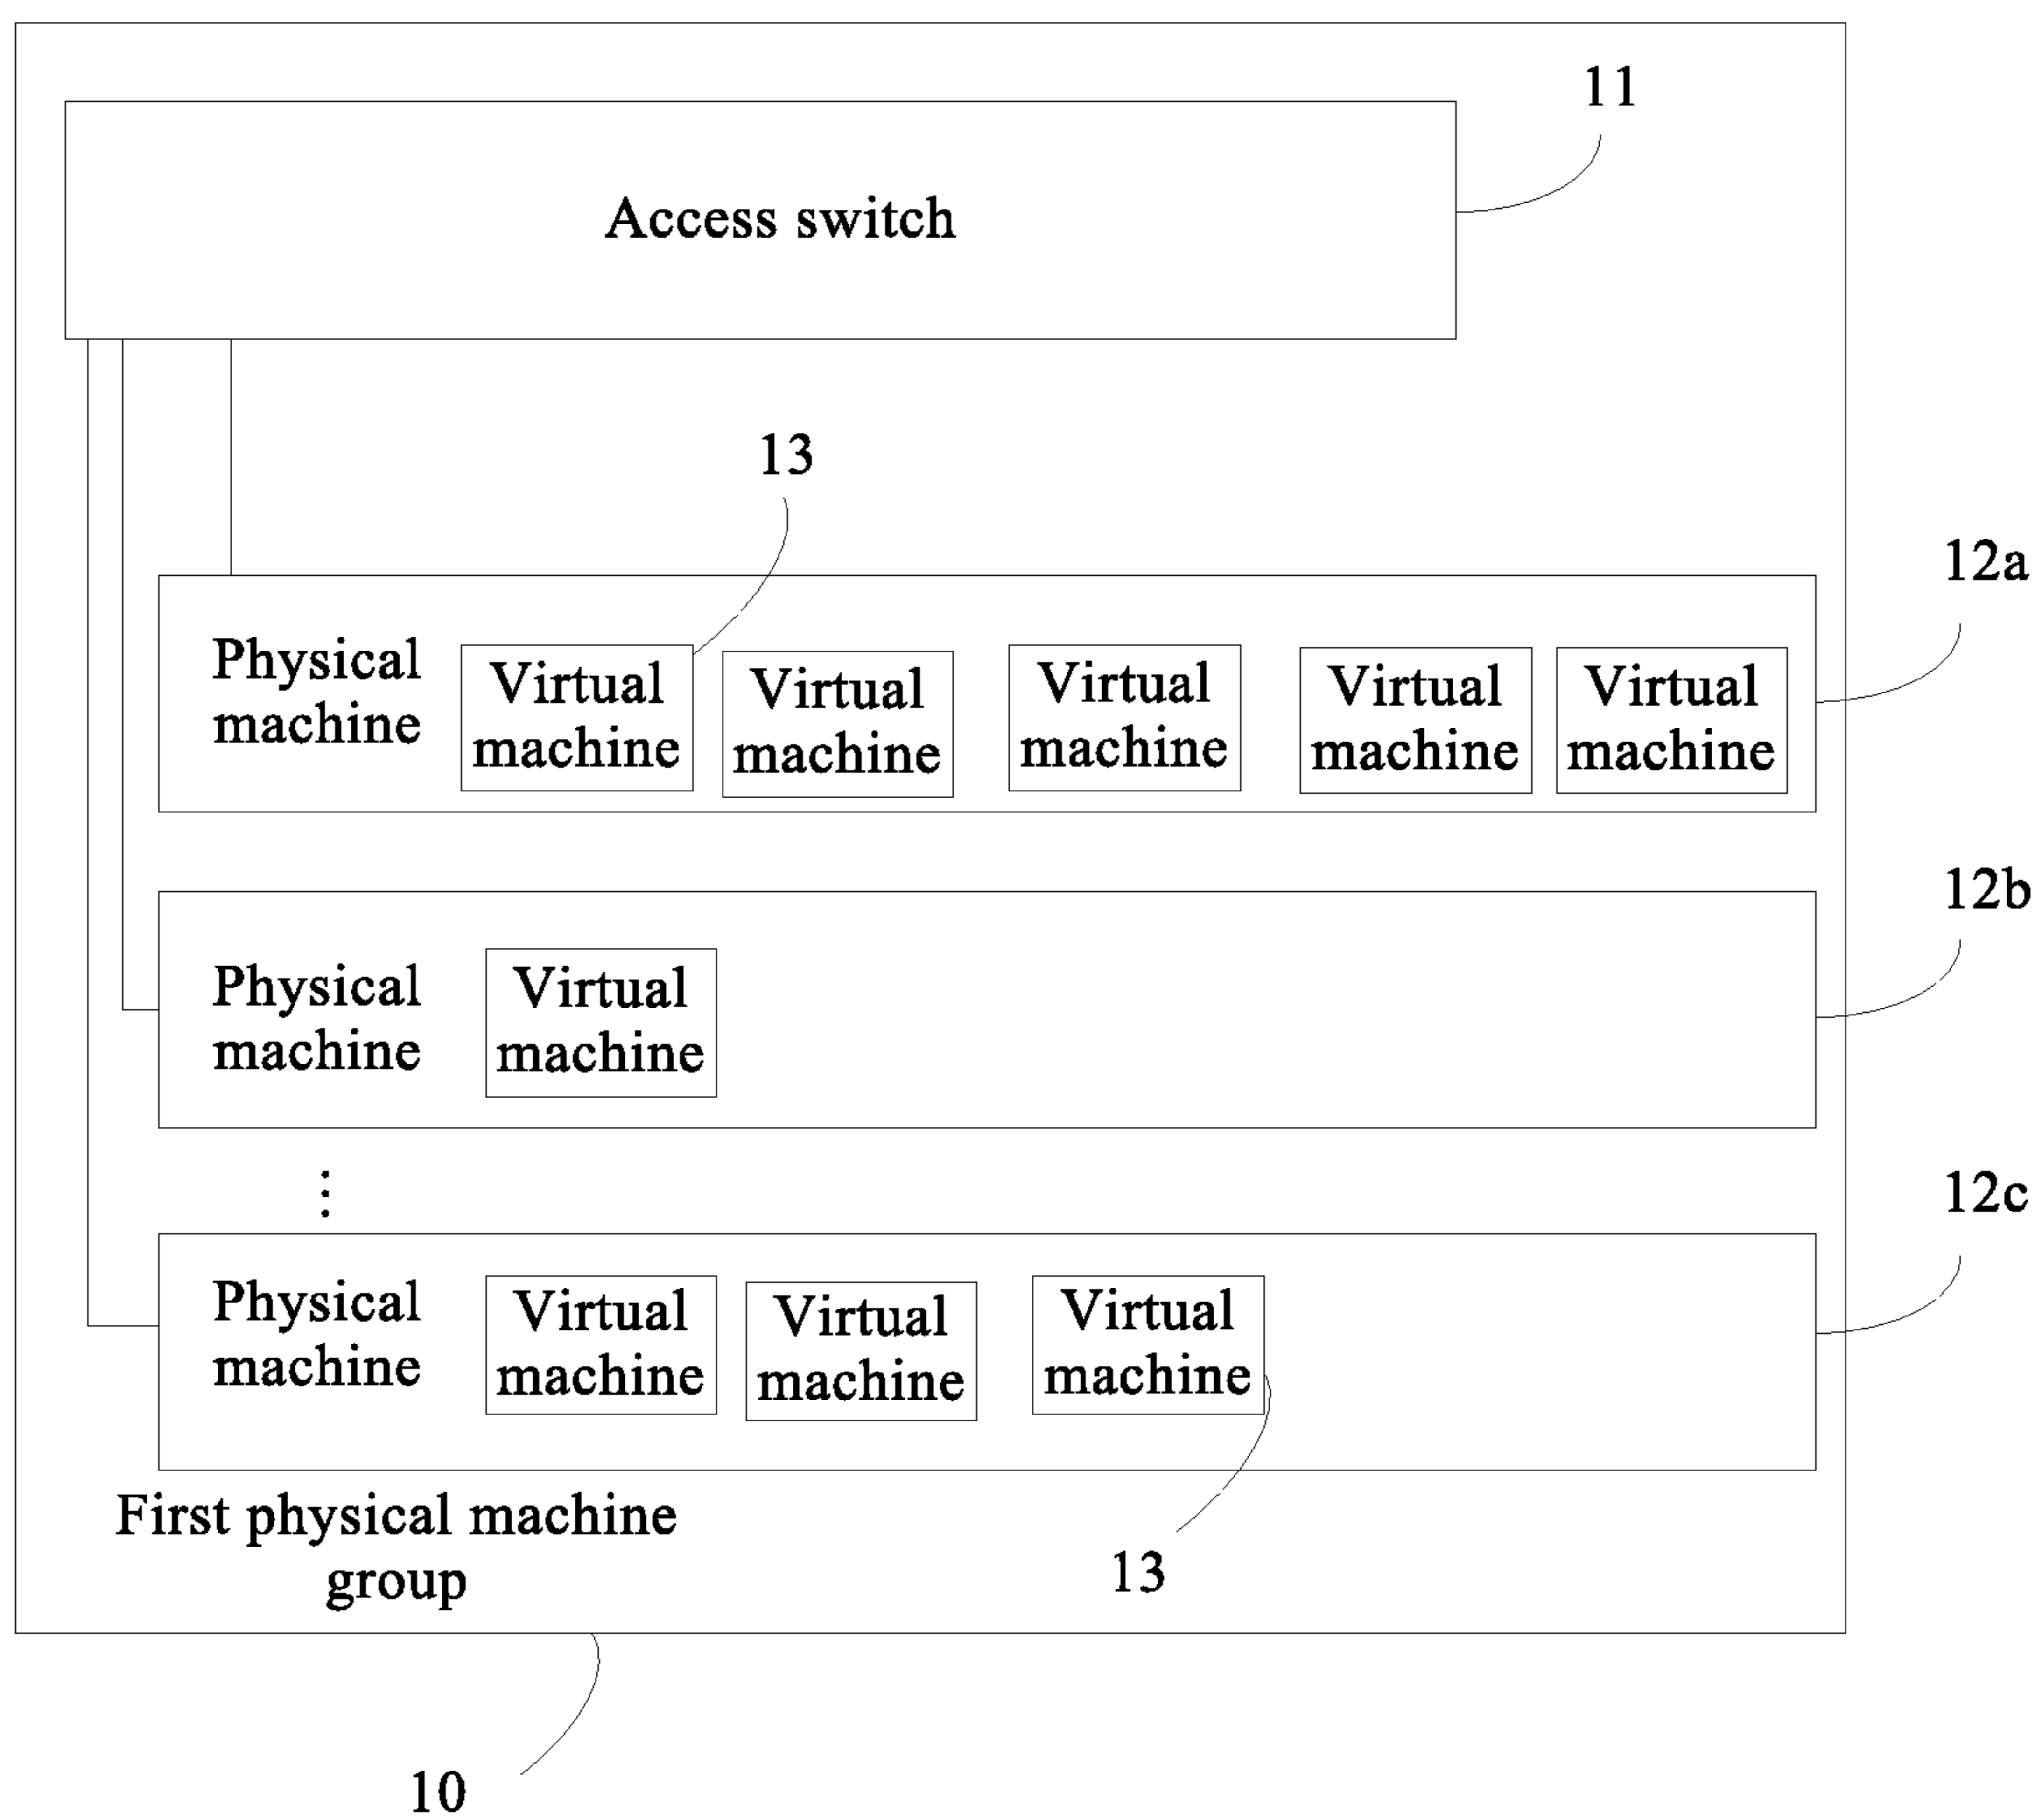 11
Access switch
13
12a
Physical
machine
Virtual
machine
Virtual
machine
Virtual
machine
Virtual
machine
Virtual
machine
12b
Physical
machine
Virtual
machine
⋮
12c
Physical
machine
Virtual
machine
Virtual
machine
Virtual
machine
First physical machine
group
13
10